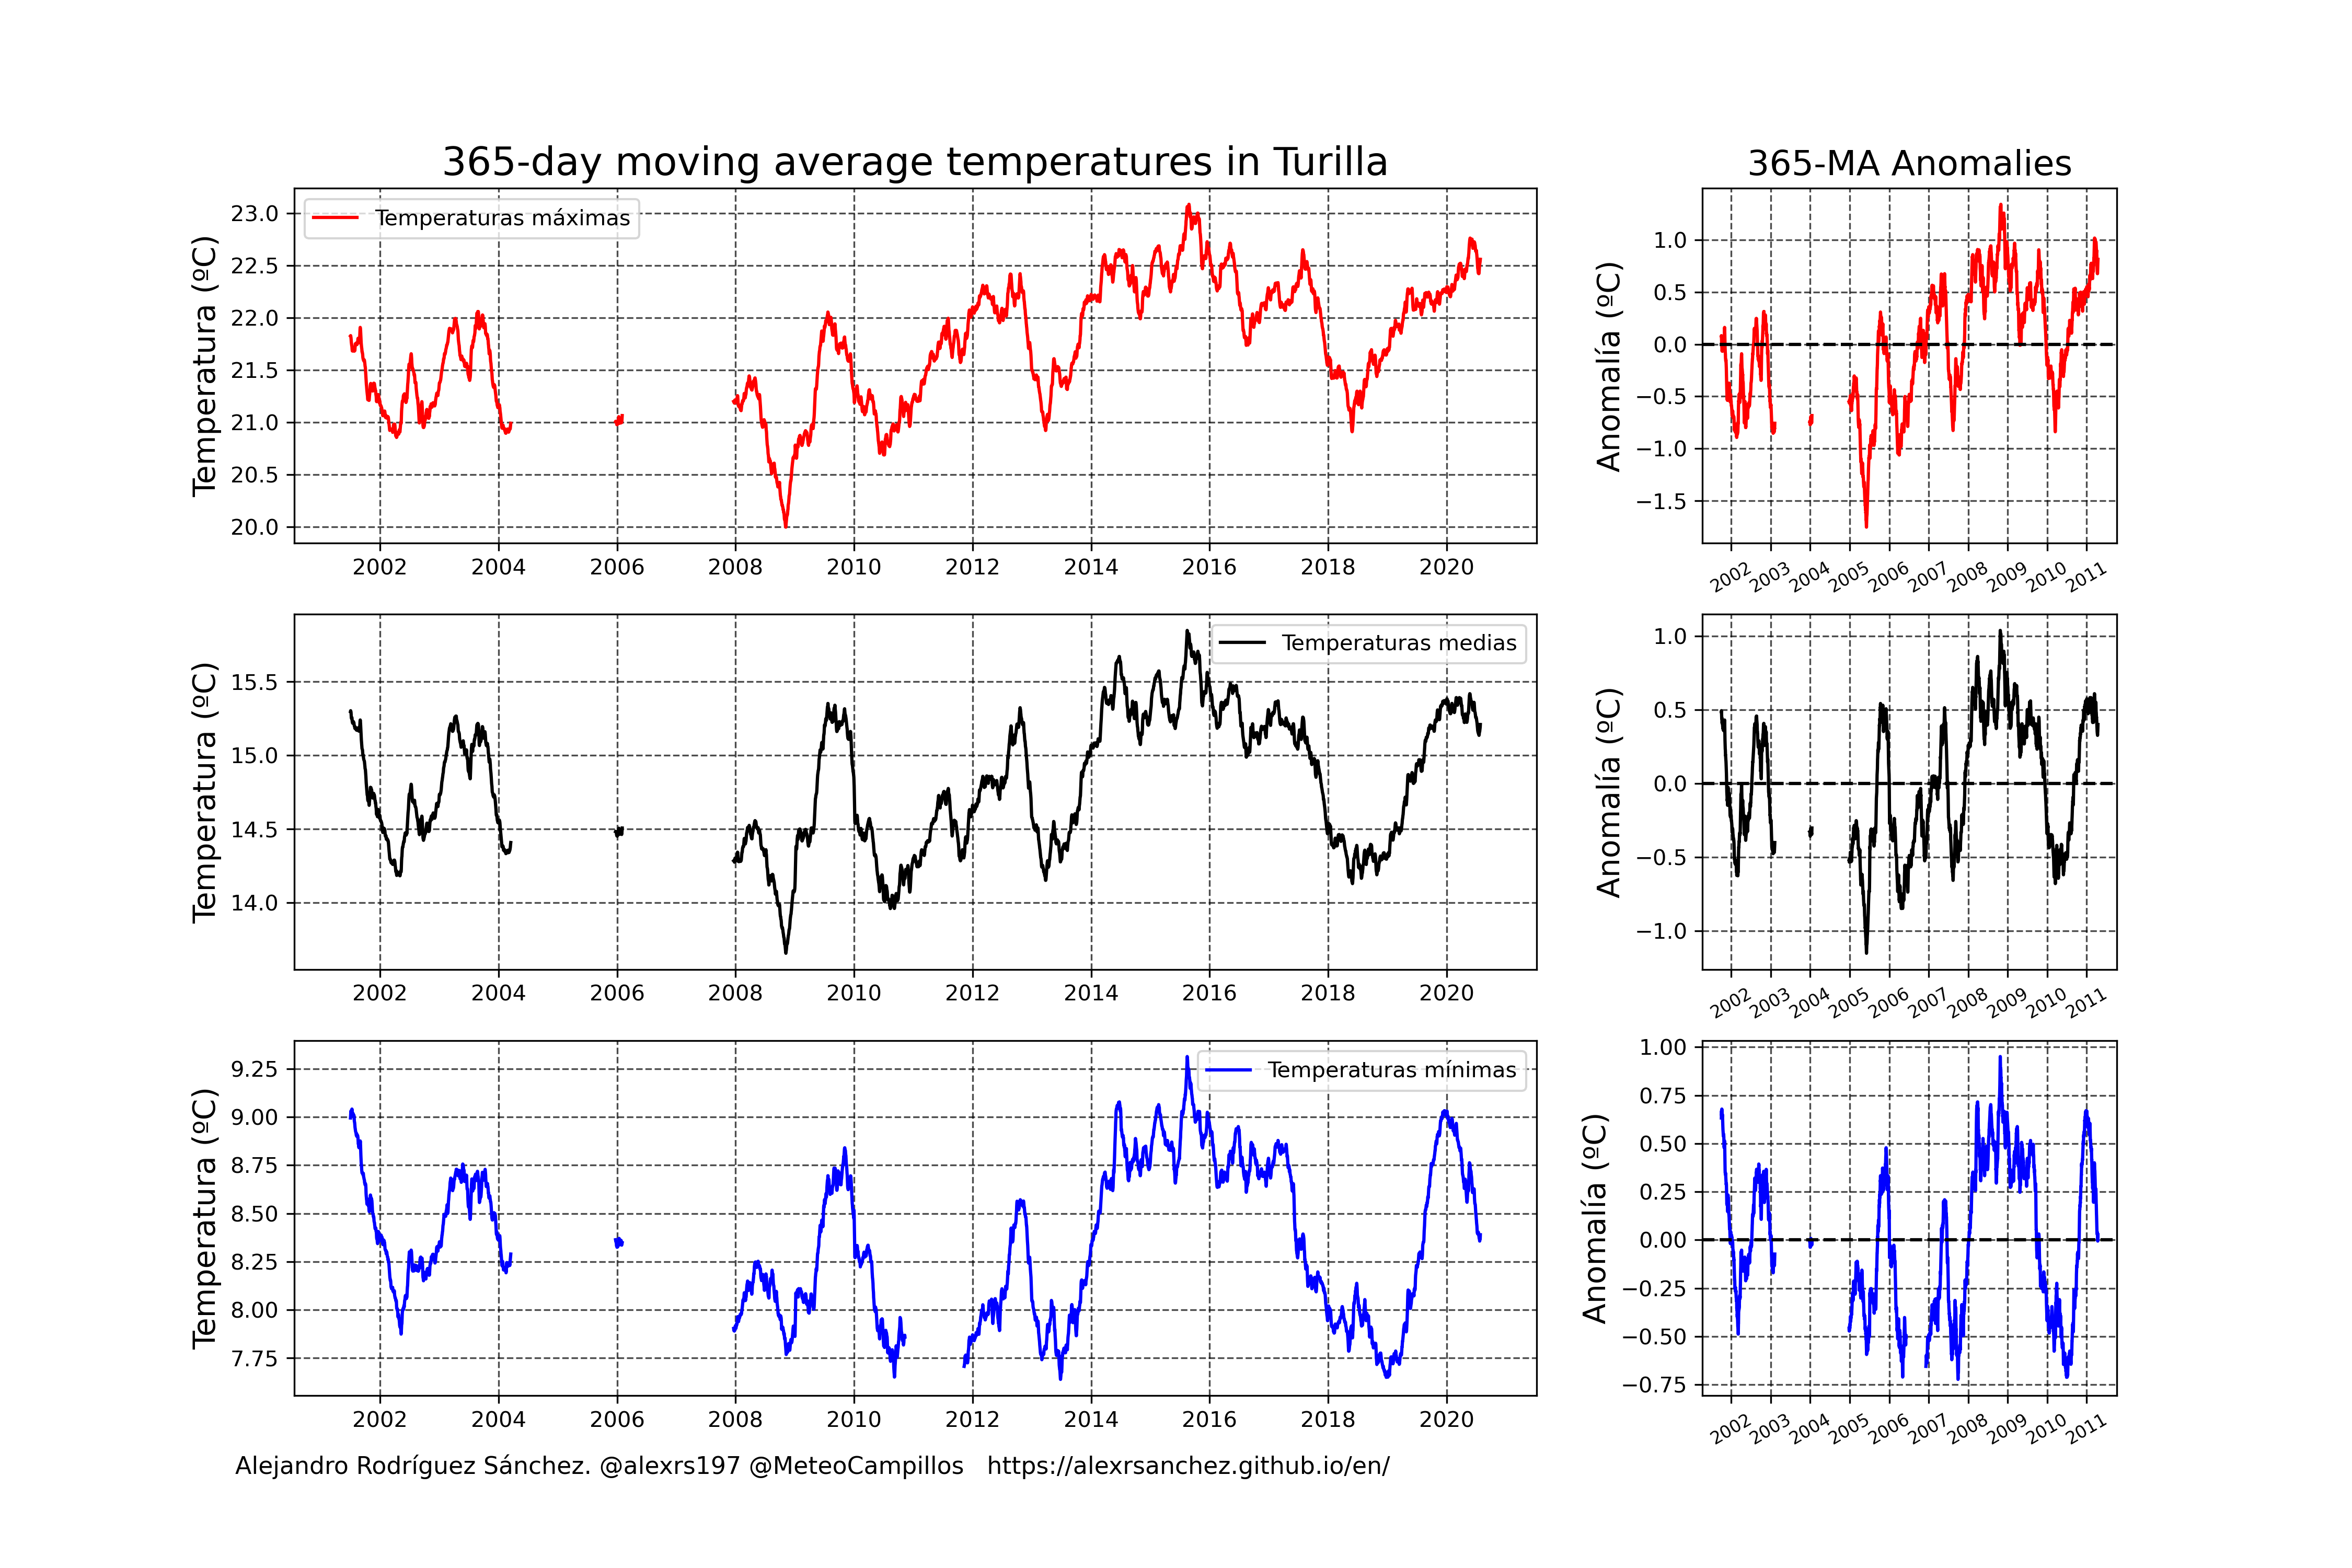 365-day moving average temperatures in Turilla
365-MA Anomalies
Temperatura (ºC)
23.0
22.5
22.0
21.5
21.0
20.5
20.0
Temperaturas máximas
2002 2004 2006 2008 2010 2012 2014 2016 2018 2020
Anomalía (ºC)
1.0
0.5
0.0
−0.5
−1.0
−1.5
2002 2003 2004 2005 2006 2007 2008 2009 2010 2011
Temperatura (ºC)
15.5
15.0
14.5
14.0
Temperaturas medias
2002 2004 2006 2008 2010 2012 2014 2016 2018 2020
Anomalía (ºC)
1.0
0.5
0.0
−0.5
−1.0
2002 2003 2004 2005 2006 2007 2008 2009 2010 2011
Temperatura (ºC)
9.25
9.00
8.75
8.50
8.25
8.00
7.75
Temperaturas mínimas
2002 2004 2006 2008 2010 2012 2014 2016 2018 2020
Anomalía (ºC)
1.00
0.75
0.50
0.25
0.00
−0.25
−0.50
−0.75
2002 2003 2004 2005 2006 2007 2008 2009 2010 2011
Alejandro Rodríguez Sánchez. @alexrs197 @MeteoCampillos https://alexrsanchez.github.io/en/